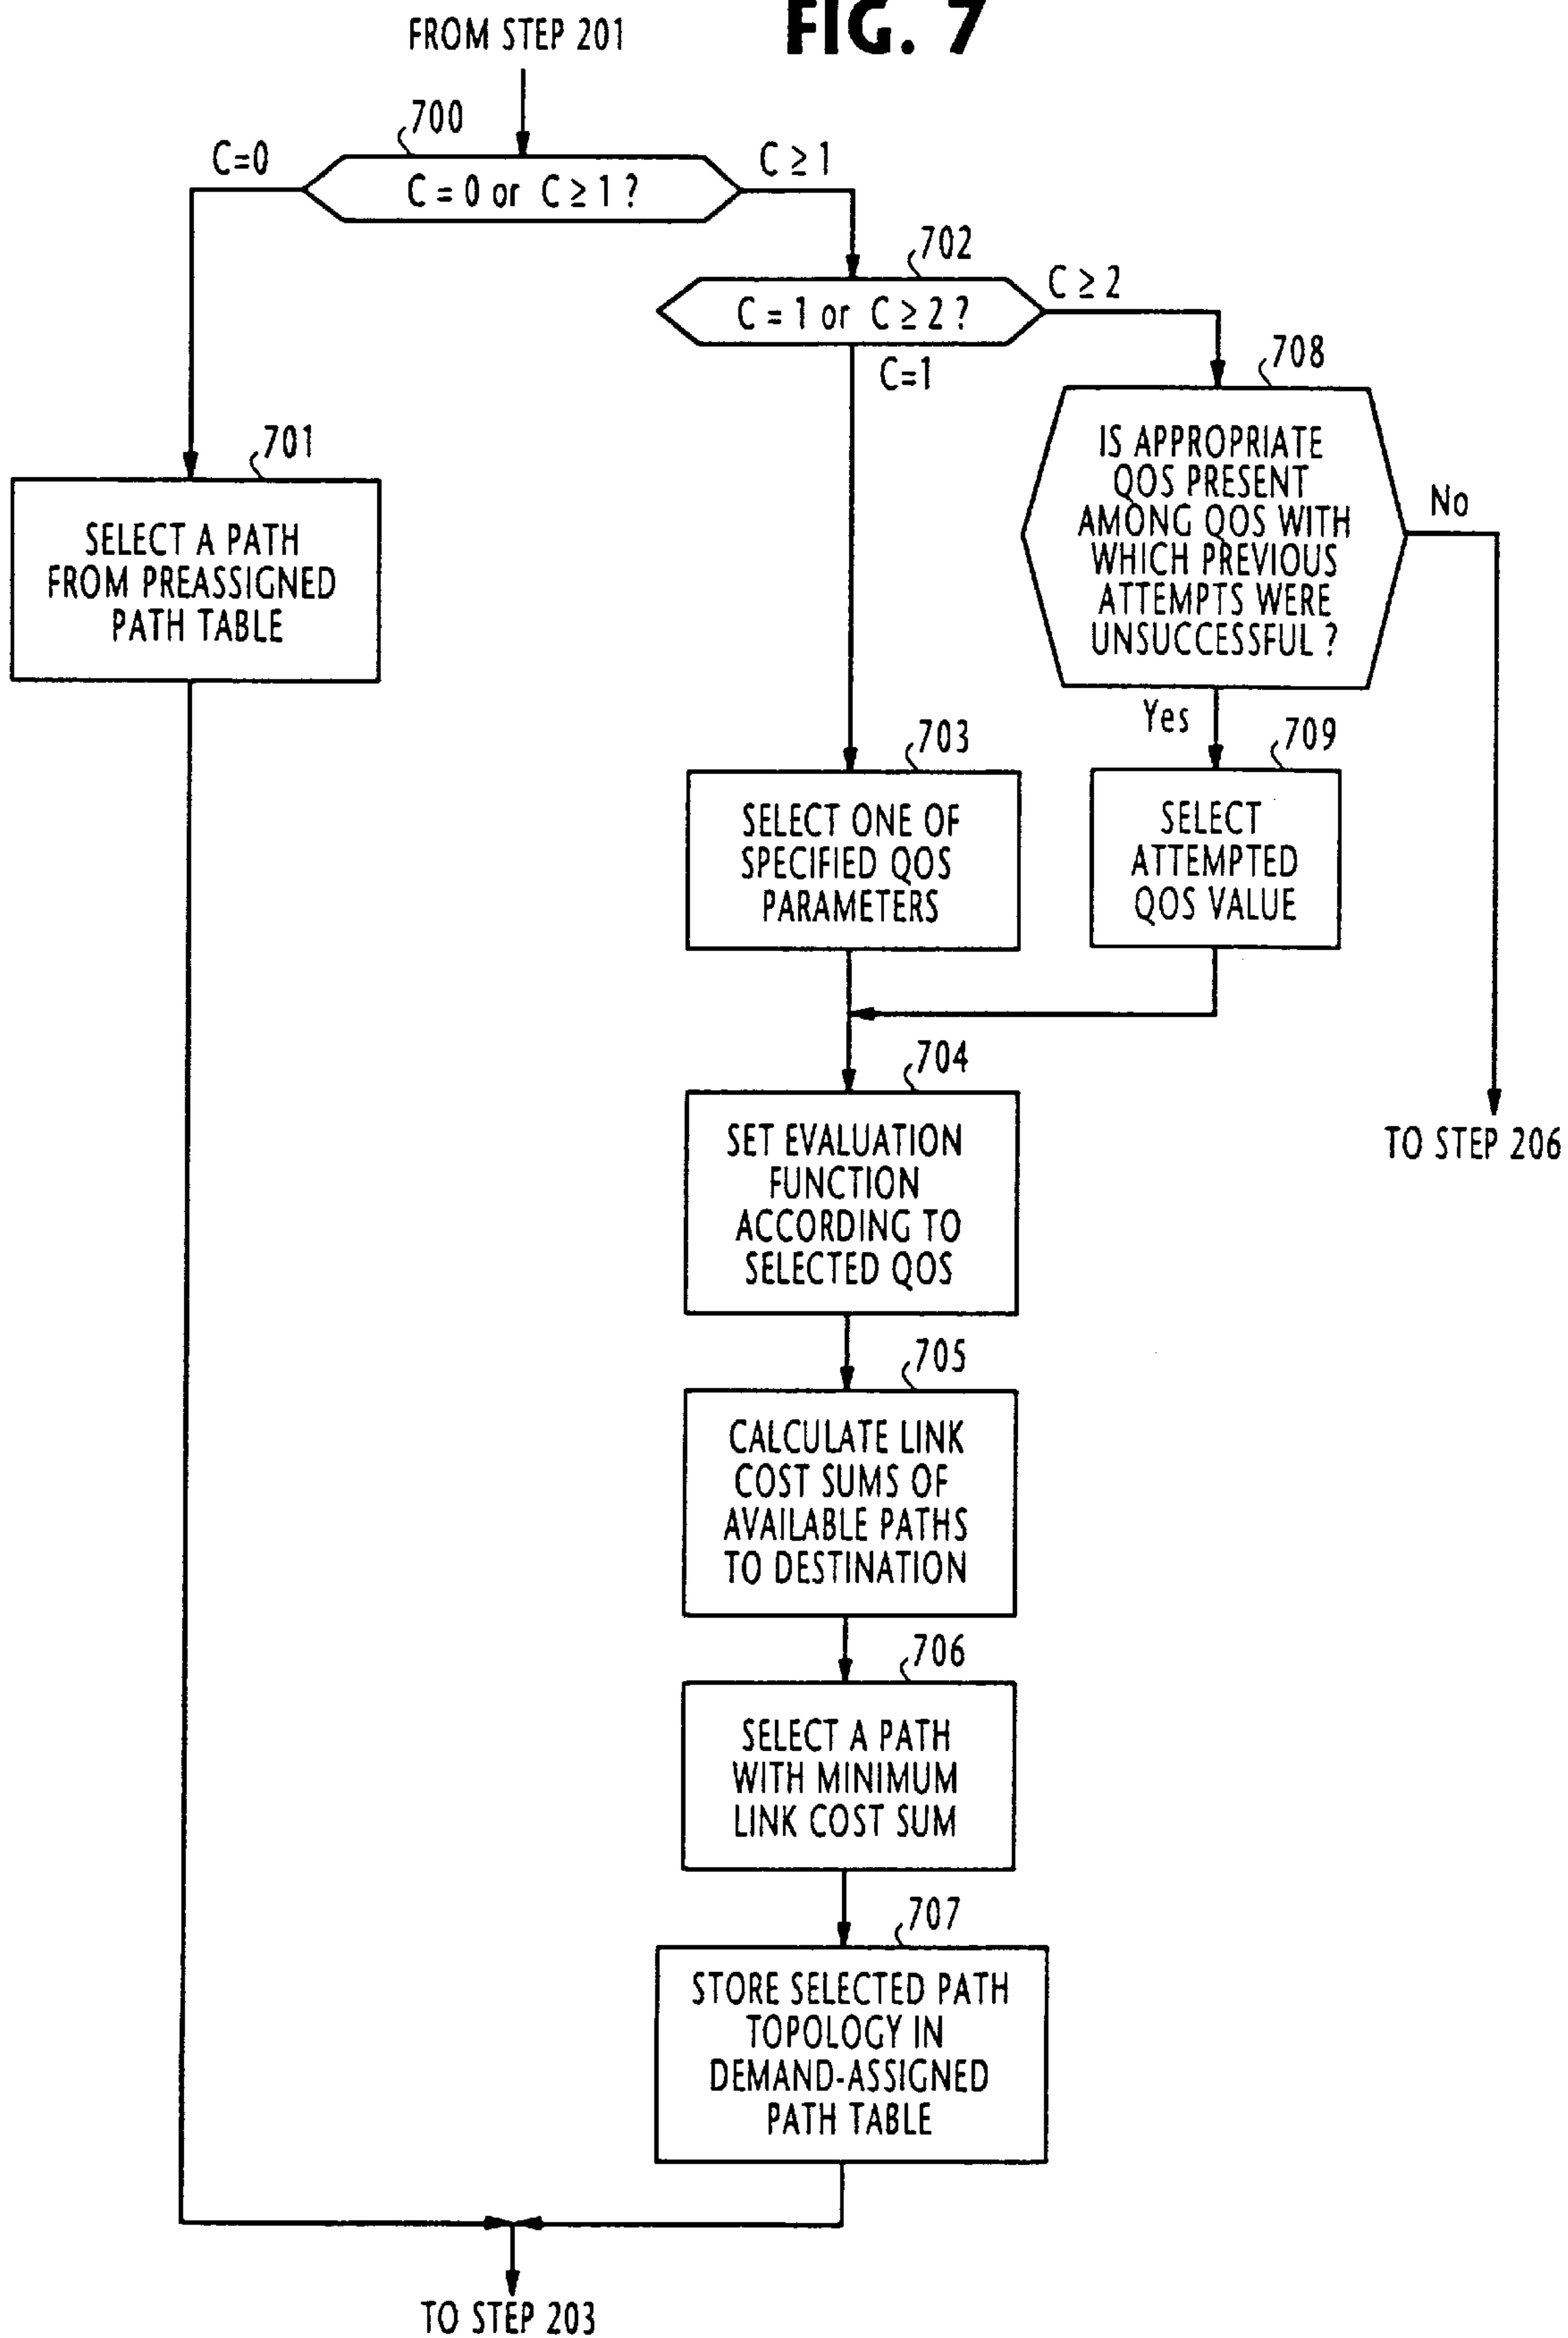 FIG. 7
FROM STEP 201
700
C=0
C ≥ 1
C = 0 or C ≥ 1 ?
702
C ≥ 2
C = 1 or C ≥ 2 ?
C=1
708
IS APPROPRIATE
QOS PRESENT
AMONG QOS WITH
WHICH PREVIOUS
ATTEMPTS WERE
UNSUCCESSFUL ?
No
Yes
701
SELECT A PATH
FROM PREASSIGNED
PATH TABLE
703
SELECT ONE OF
SPECIFIED QOS
PARAMETERS
709
SELECT
ATTEMPTED
QOS VALUE
704
SET EVALUATION
FUNCTION
ACCORDING TO
SELECTED QOS
TO STEP 206
705
CALCULATE LINK
COST SUMS OF
AVAILABLE PATHS
TO DESTINATION
706
SELECT A PATH
WITH MINIMUM
LINK COST SUM
707
STORE SELECTED PATH
TOPOLOGY IN
DEMAND-ASSIGNED
PATH TABLE
TO STEP 203